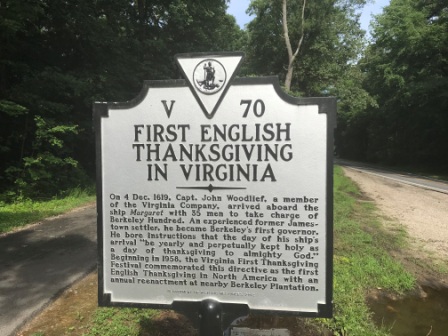 V 70
FIRST ENGLISH
THANKSGIVING
IN VIRGINIA
On 4 Dec. 1619, Capt. John Woodlief, a member
of the Virginia Company, arrived aboard the
ship Margaret with 35 men to take charge of
Berkeley Hundred. An experienced former James-
town settler, he became Berkeley's first governor.
He bore instructions that the day of his ship's
arrival "be yearly and perpetually kept holy as
a day of thanksgiving to almighty God."
Beginning in 1958, the Virginia First Thanksgiving
Festival commemorated this directive as the first
English Thanksgiving in North America with an
annual reenactment at nearby Berkeley Plantation.